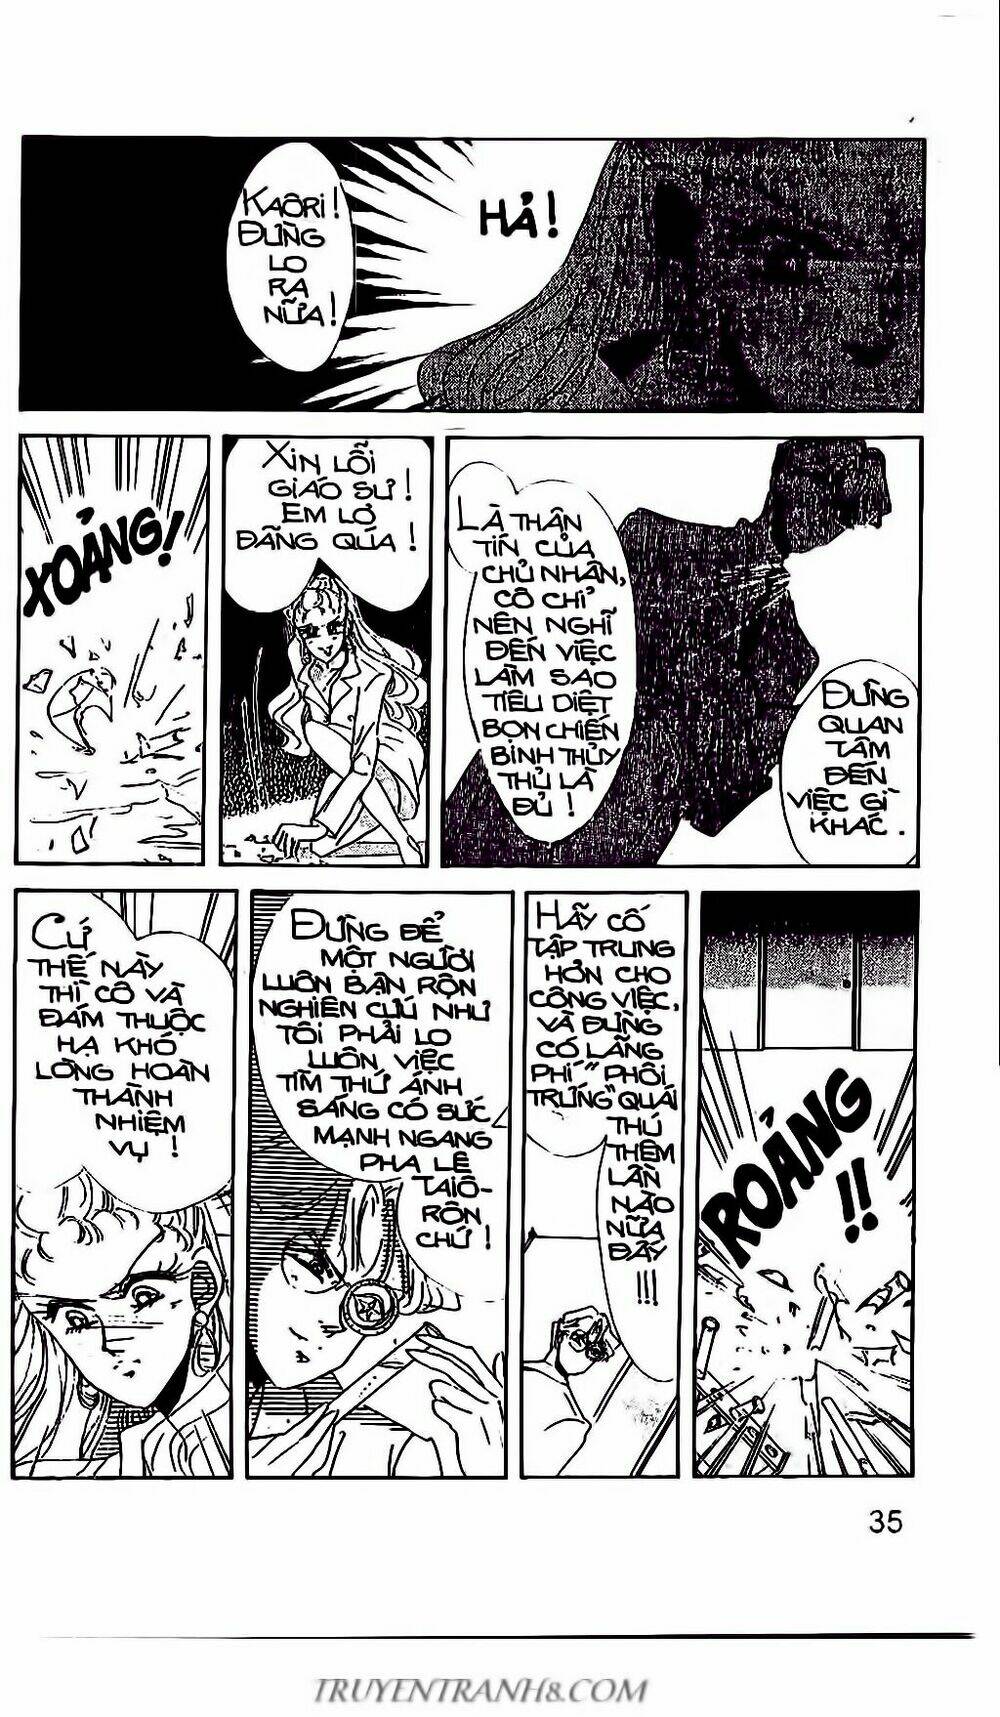 HẢ!
KAÔRI!
ĐỪNG
LO
RA
NỮA!
LÀ THÂN
TÍN CỦA
CHỦ NHÂN,
CÔ CHỈ
NÊN NGHĨ
ĐẾN VIỆC
LÀM SAO
TIÊU DIỆT
BỌN CHIẾN
BINH THỦY
THỦ LÀ
ĐỦ!
ĐỪNG
QUAN
TÂM
ĐẾN
VIỆC GÌ
KHÁC.
XIN LỖI
GIÁO SƯ!
EM LƠ
ĐÃNG QÚA!
XOẢNG!
ROẢNG!!
HÃY CỐ
TẬP TRUNG
HƠN CHO
CÔNG VIỆC,
VÀ ĐỪNG
CÓ LÃNG
PHÍ "PHÔI
TRỨNG" QUÁI
THÚ
THÊM
LẦN
NÀO
NỮA
ĐẤY
!!!
ĐỪNG ĐỂ
MỘT NGƯỜI
LUÔN BẬN RỘN
NGHIÊN CỨU NHƯ
TÔI PHẢI LO
LUÔN VIỆC
TÌM THỨ ÁNH
SÁNG CÓ SỨC
MẠNH NGANG
PHA LÊ
TAIÔ-
RÔN
CHỨ!
CỨ
THẾ NÀY
THÌ CÔ VÀ
ĐÁM THUỘC
HẠ KHÓ
LÒNG HOÀN
THÀNH
NHIỆM
VỤ!
35
TRUYENTRANH8.COM